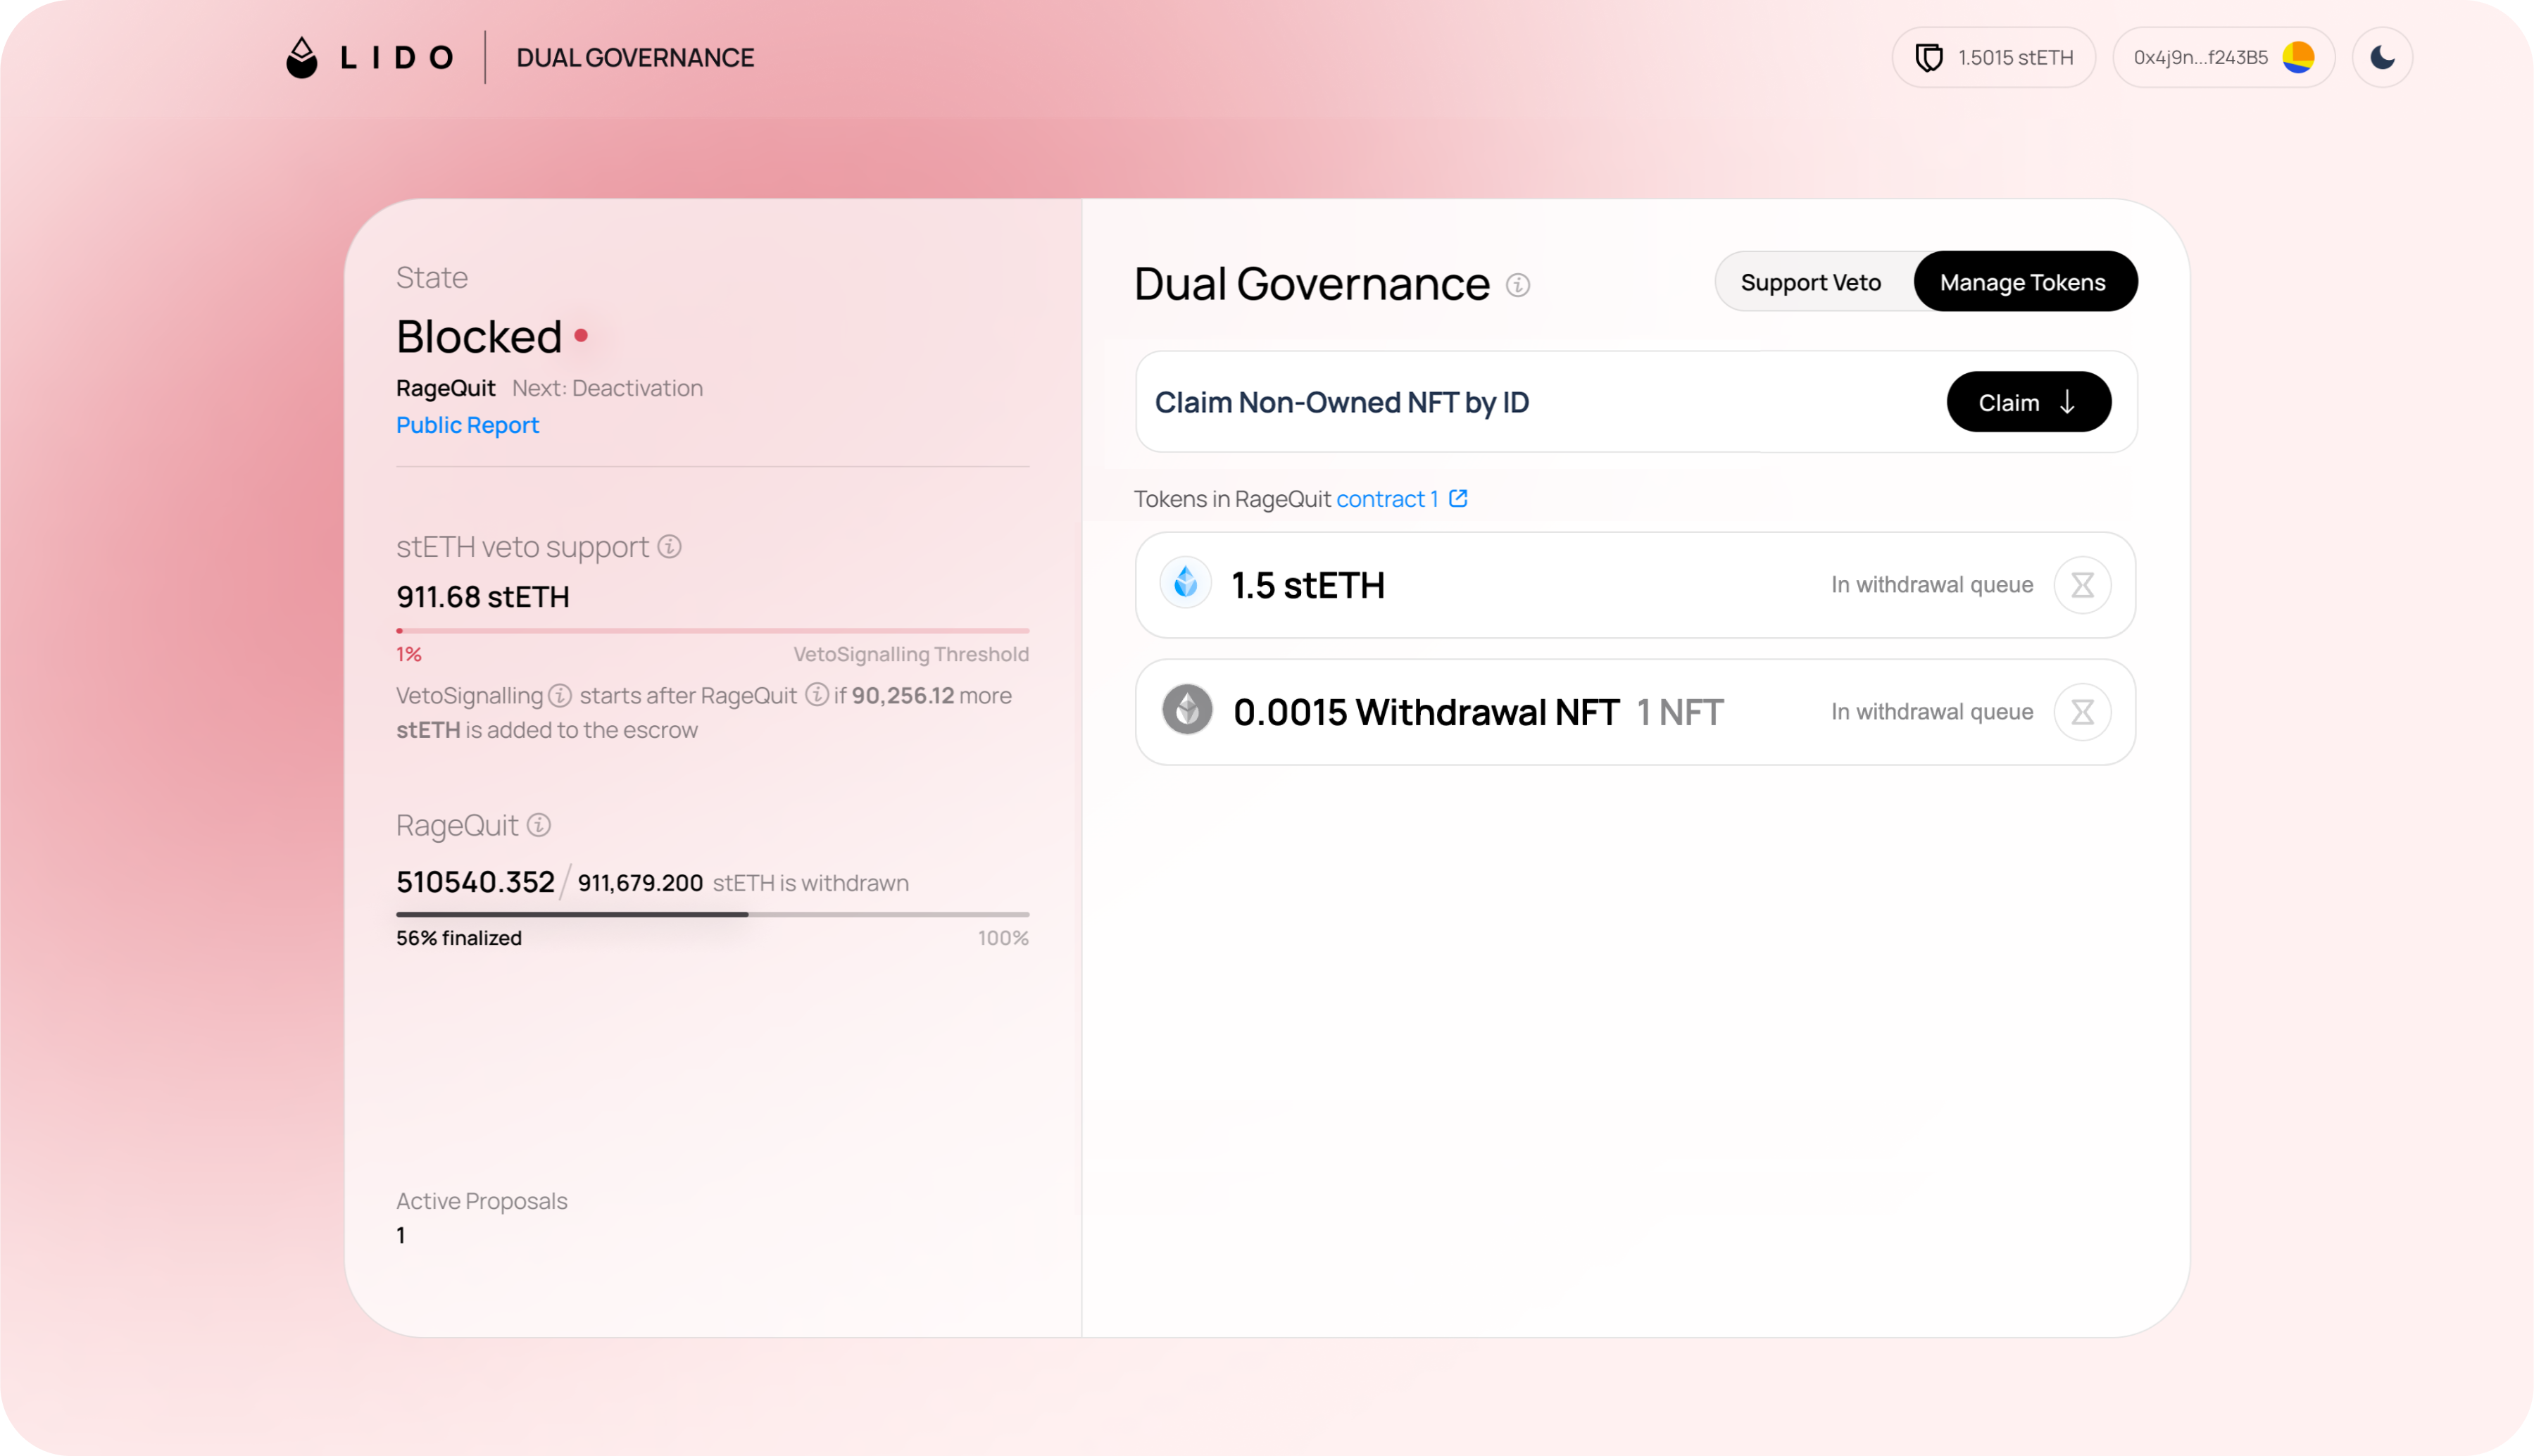 LIDO
DUAL GOVERNANCE
1.5015 stETH
0x4j9n...f243B5
State
Blocked
RageQuit Next: Deactivation
Public Report
stETH veto support
911.68 stETH
1% VetoSignalling Threshold
VetoSignalling starts after RageQuit if 90,256.12 more
stETH is added to the escrow
RageQuit
510540.352 / 911,679.200 stETH is withdrawn
56% finalized 100%
Active Proposals
1
Dual Governance
Support Veto
Manage Tokens
Claim Non-Owned NFT by ID
Claim
Tokens in RageQuit contract 1
1.5 stETH In withdrawal queue
0.0015 Withdrawal NFT 1 NFT In withdrawal queue